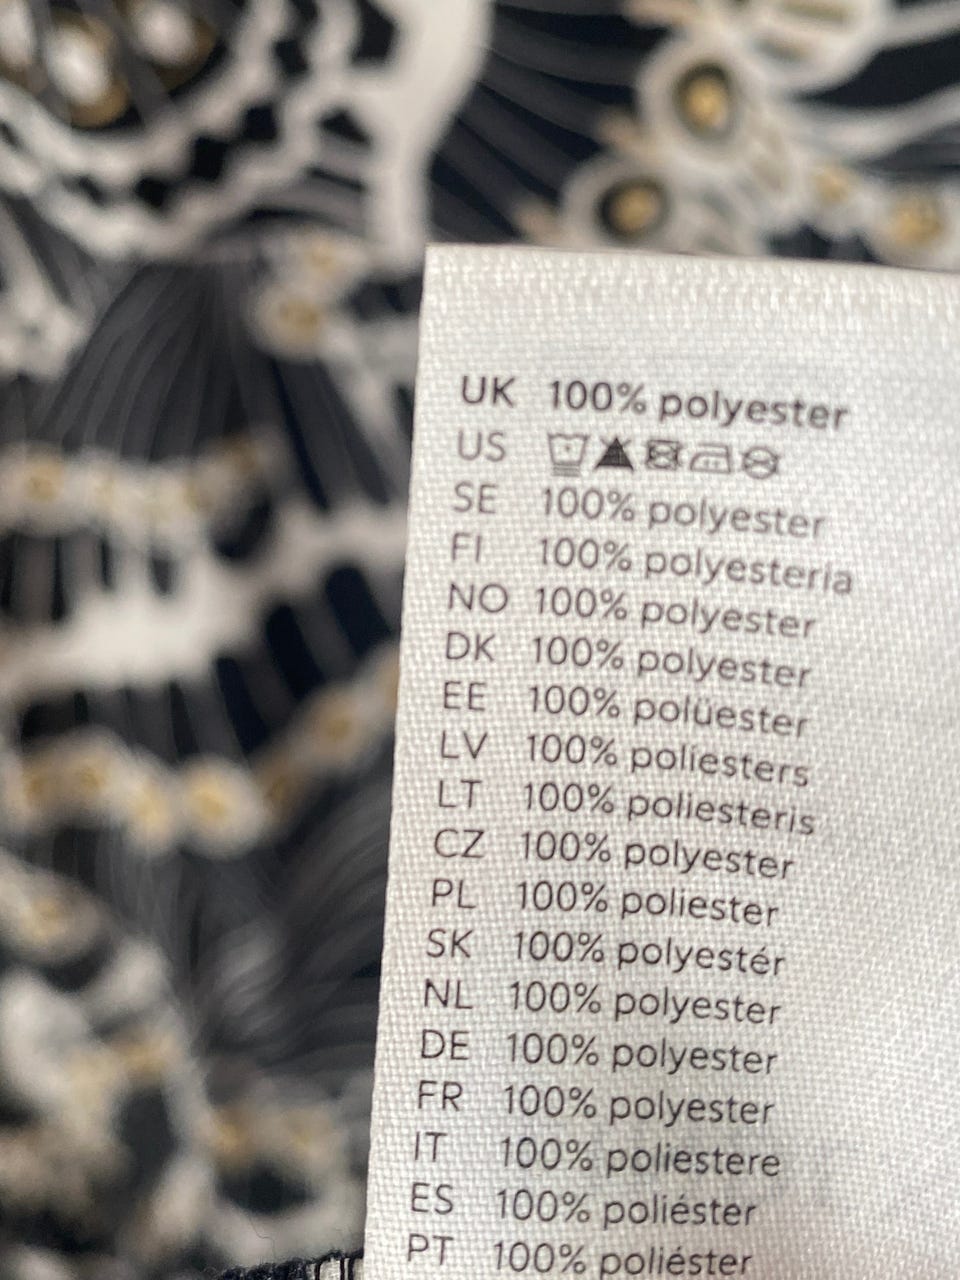 UK 100% polyester
US
SE 100% polyester
FI 100% polyesteria
NO 100% polyester
DK 100% polyester
EE 100% polüester
LV 100% poliesters
LT 100% poliesteris
CZ 100% polyester
PL 100% poliester
SK 100% polyestér
NL 100% polyester
DE 100% polyester
FR 100% polyester
IT 100% poliestere
ES 100% poliéster
PT 100% poliéster